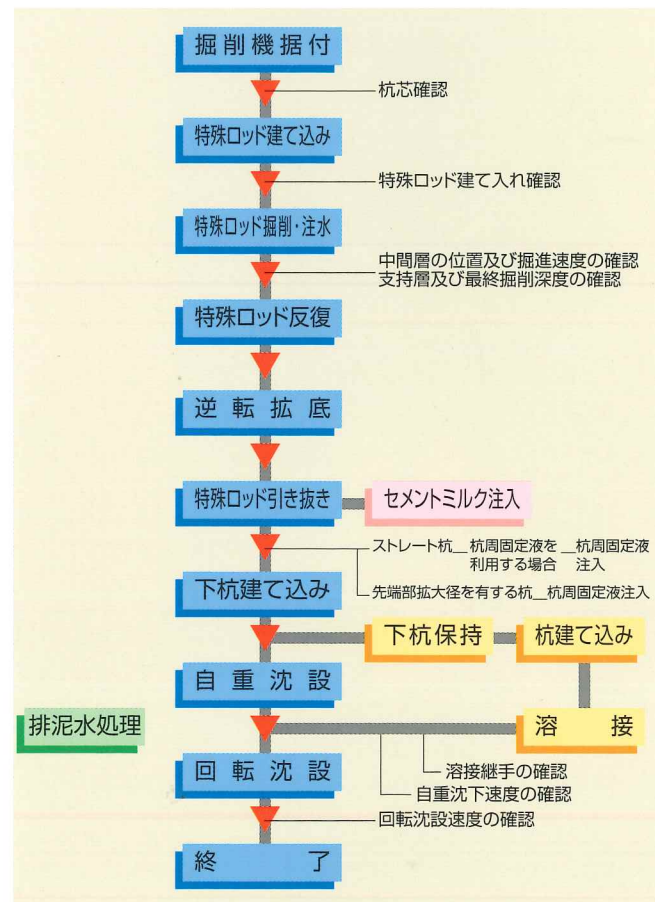 掘削機据付
杭芯確認
特殊ロッド建て込み
特殊ロッド建て入れ確認
特殊ロッド掘削・注水
中間層の位置及び掘進速度の確認
支持層及び最終掘削深度の確認
特殊ロッド反復
逆転拡底
特殊ロッド引き抜き
セメントミルク注入
ストレート杭__杭周固定液を__杭周固定液
利用する場合 注入
先端部拡大径を有する杭__杭周固定液注入
下杭建て込み
下杭保持
杭建て込み
自重沈設
排泥水処理
溶接
回転沈設
溶接継手の確認
自重沈下速度の確認
回転沈設速度の確認
終了